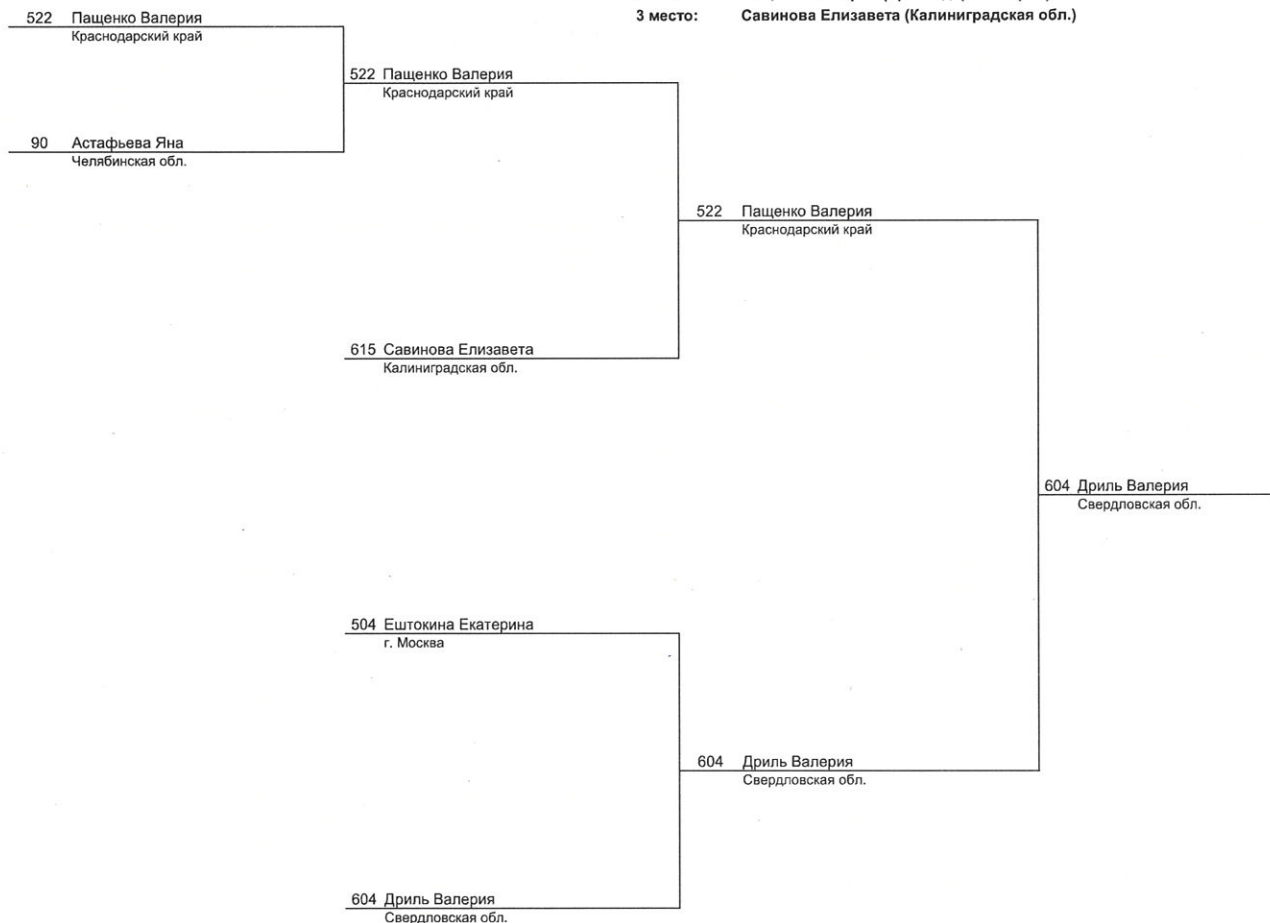 522 Пащенко Валерия
Краснодарский край
3 место: Савинова Елизавета (Калиниградская обл.)
522 Пащенко Валерия
Краснодарский край
90 Астафьева Яна
Челябинская обл.
522 Пащенко Валерия
Краснодарский край
615 Савинова Елизавета
Калиниградская обл.
604 Дриль Валерия
Свердловская обл.
504 Ештокина Екатерина
г. Москва
604 Дриль Валерия
Свердловская обл.
604 Дриль Валерия
Свердловская обл.